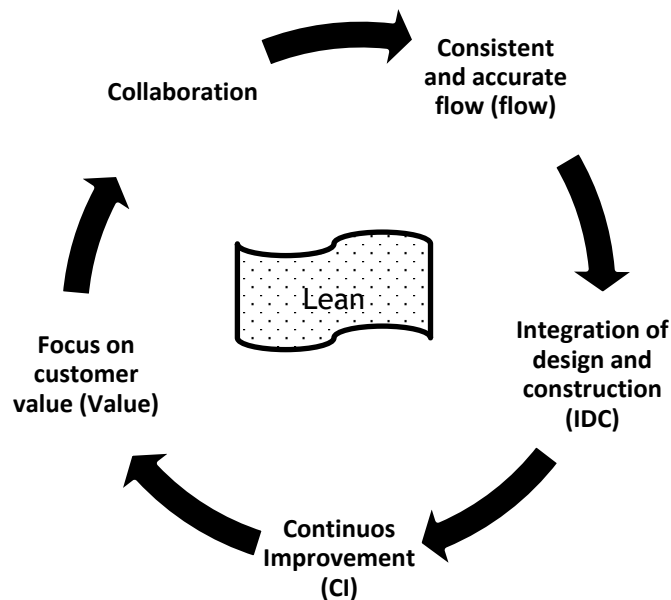 Collaboration
Consistent
and accurate
flow (flow)
Integration of
design and
construction
(IDC)
Continuos
Improvement
(CI)
Focus on
customer
value (Value)
Lean